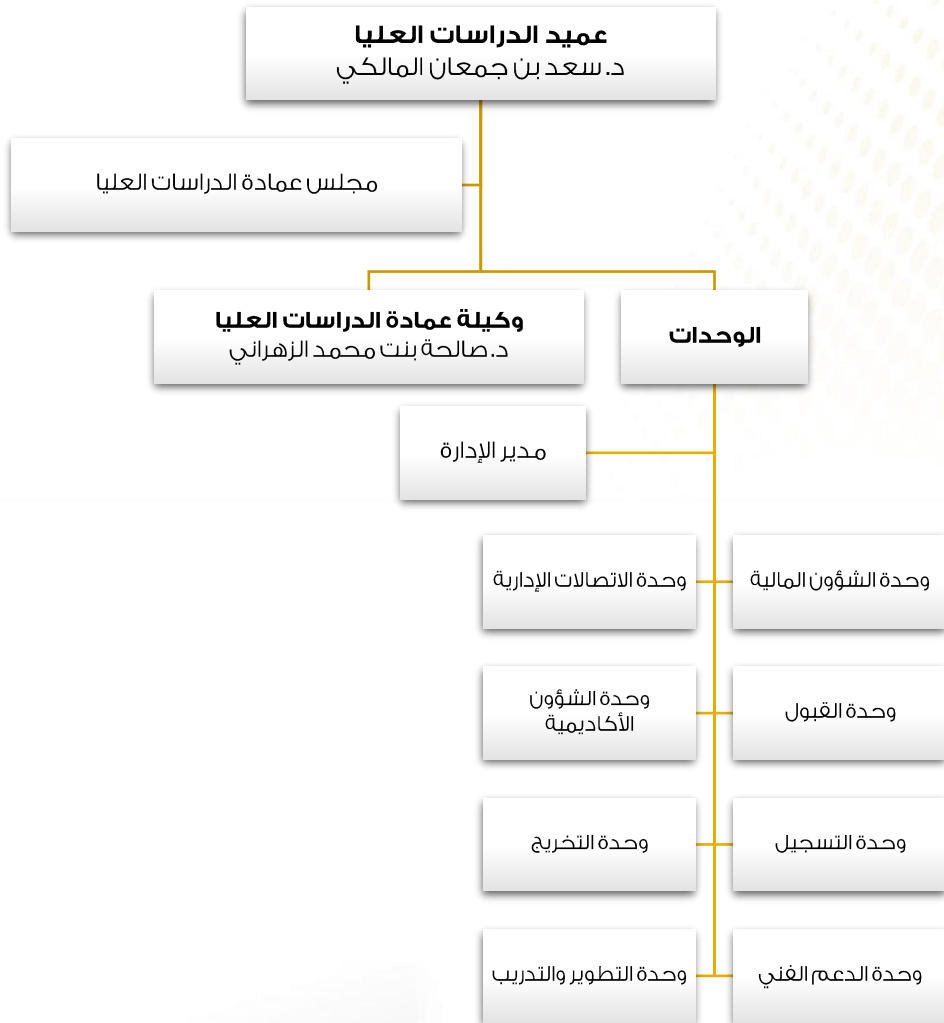 عميد الدراسات العليا
د. سعد بن جمعان المالكي
مجلس عمادة الدراسات العليا
الوحدات
وكيلة عمادة الدراسات العليا
د. صالحة بنت محمد الزهراني
مدير الإدارة
وحدة الشؤون المالية
وحدة الاتصالات الإدارية
وحدة القبول
وحدة الشؤون
الأكاديمية
وحدة التسجيل
وحدة التخريج
وحدة الدعم الفني
وحدة التطوير والتدريب